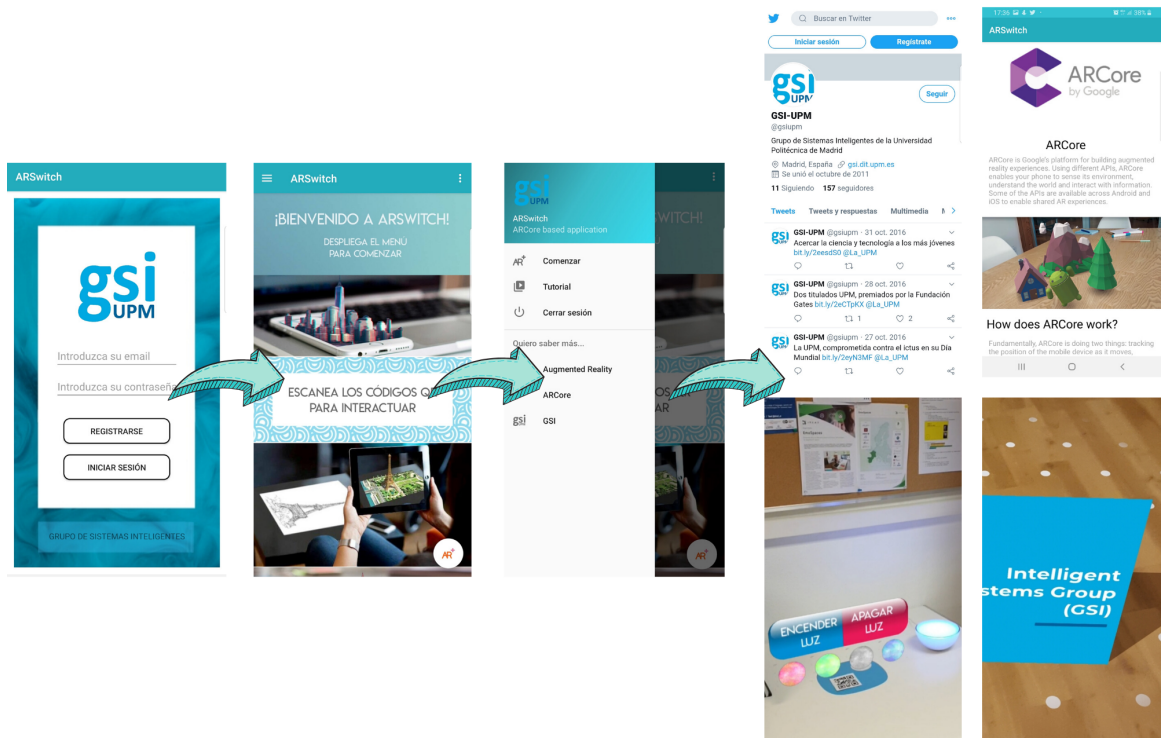 ARSwitch
gsi
UPM
Introduzca su email
Introduzca su contraseña
REGISTRARSE
INICIAR SESIÓN
GRUPO DE SISTEMAS INTELIGENTES
ARSwitch
¡BIENVENIDO A ARSWITCH!
DESPLIEGA EL MENÚ
PARA COMENZAR
ESCANEA LOS CÓDIGOS
PARA INTERACTUAR
AR+
gsi
UPM
ARSwitch
ARCore based application
SWITCH!
AR+ Comenzar
Tutorial
Cerrar sesión
Quiero saber más...
Augmented Reality
ARCore
gsi GSI
AR+
Buscar en Twitter
Iniciar sesión Regístrate
gsi
UPM
Seguir
GSI-UPM
@gsiupm
Grupo de Sistemas Inteligentes de la Universidad
Politécnica de Madrid
Madrid, España gsi.dit.upm.es
Se unió el octubre de 2011
11 Siguiendo 157 seguidores
Tweets Tweets y respuestas Multimedia
GSI-UPM @gsiupm · 31 oct. 2016
Acercar la ciencia y tecnología a los más jóvenes
bit.ly/2eesdS0 @La_UPM
GSI-UPM @gsiupm · 28 oct. 2016
Dos titulados UPM, premiados por la Fundación
Gates bit.ly/2eCTpKX @La_UPM
1 2
GSI-UPM @gsiupm · 27 oct. 2016
La UPM, comprometida contra el ictus en su Día
Mundial bit.ly/2eyN3MF @La_UPM
17:36 38%
ARSwitch
ARCore
by Google
ARCore
ARCore is Google's platform for building augmented
reality experiences. Using different APIs, ARCore
enables your phone to sense its environment,
understand the world and interact with information.
Some of the APIs are available across Android and
iOS to enable shared AR experiences.
How does ARCore work?
Fundamentally, ARCore is doing two things: tracking
the position of the mobile device as it moves,
ENCENDER
LUZ
APAGAR
LUZ
Intelligent
stems Group
(GSI)